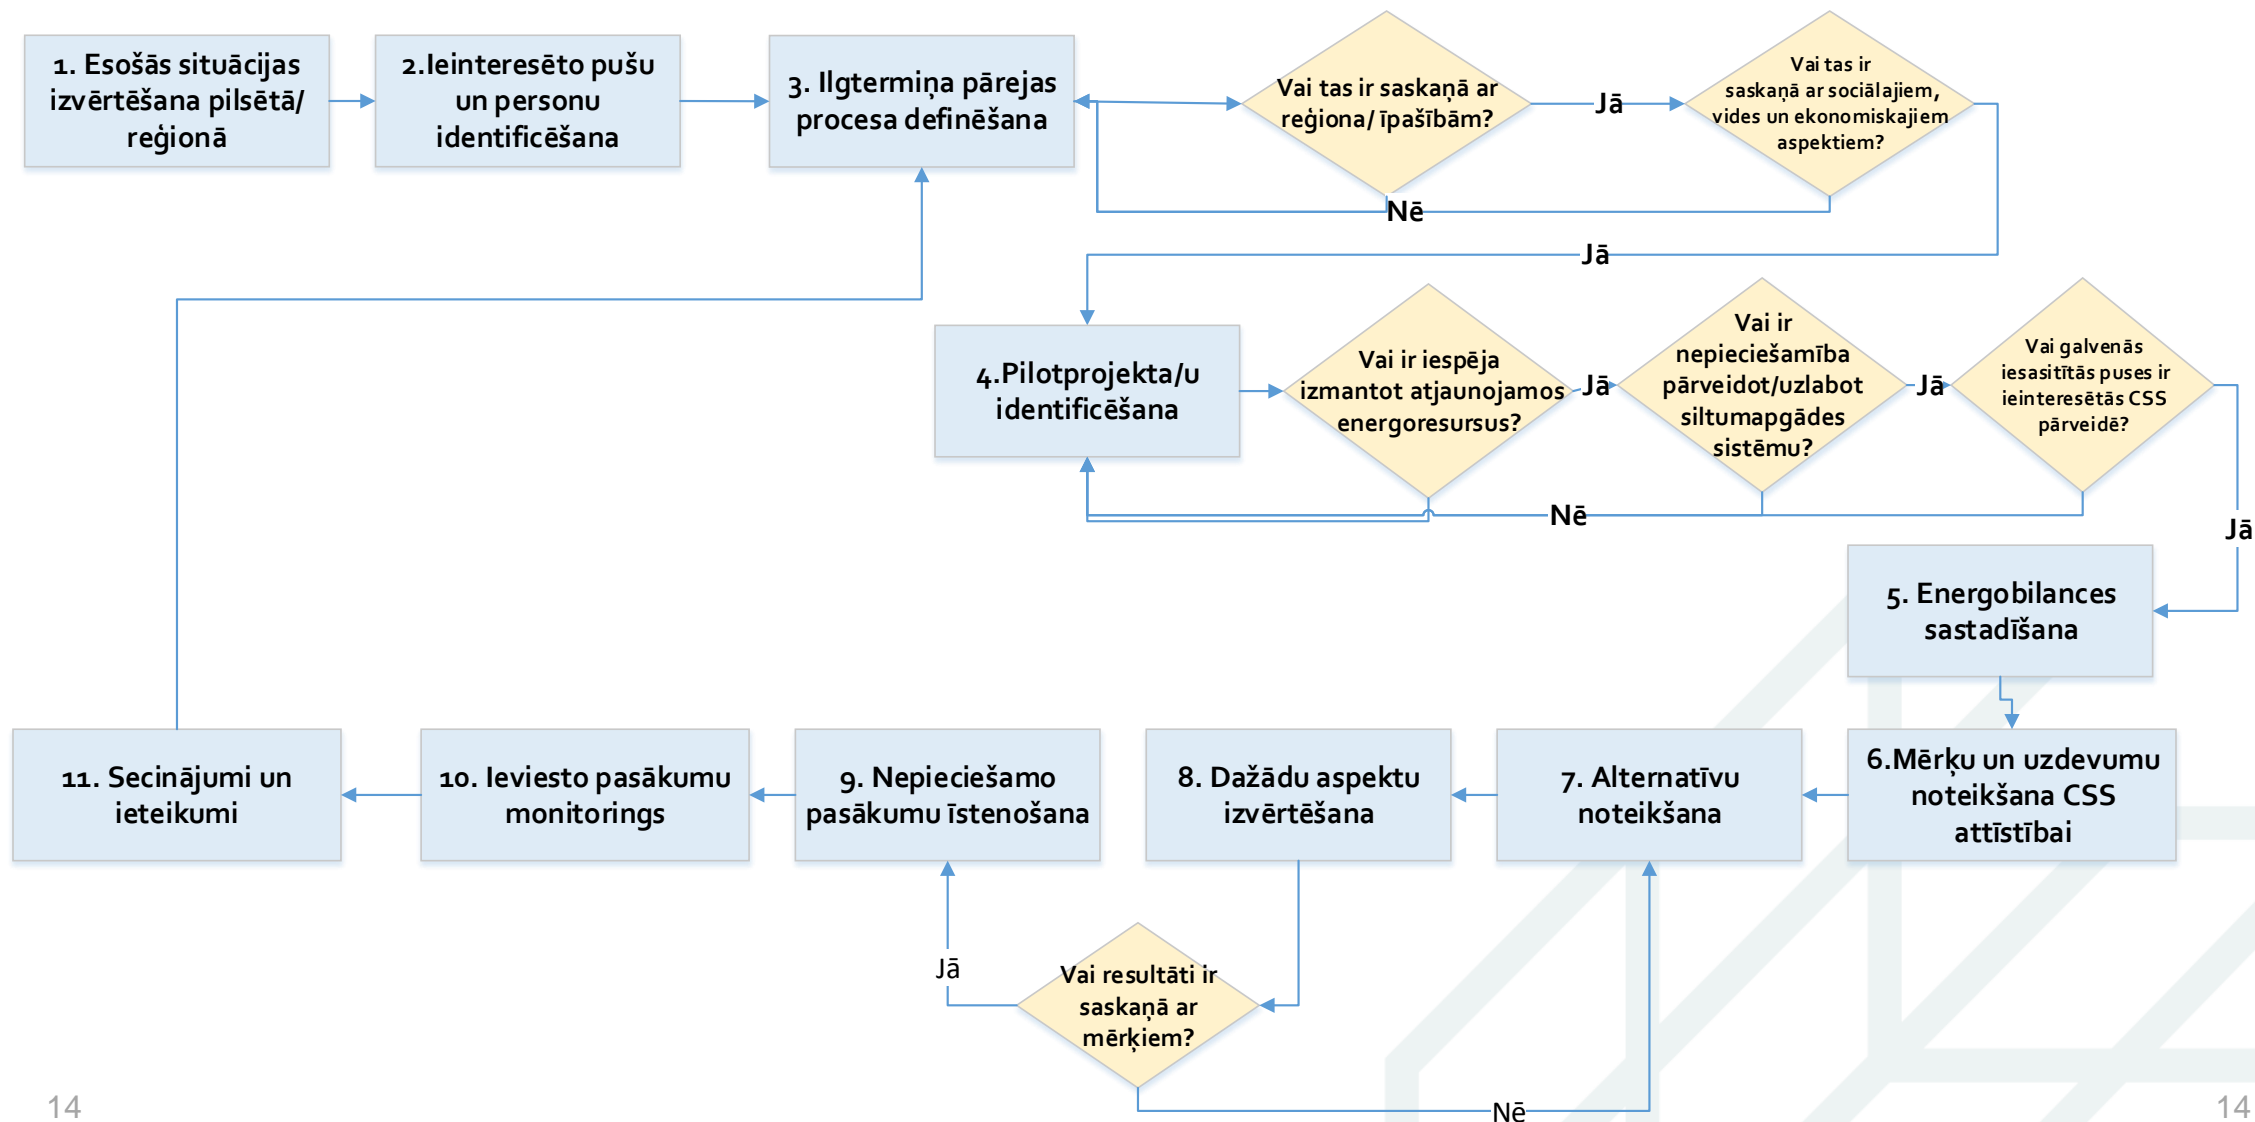 1. Esošās situācijas
izvērtēšana pilsētā/
reģionā
2.Ieinteresēto pušu
un personu
identificēšana
3. Ilgtermiņa pārejas
procesa definēšana
Vai tas ir saskaņā ar
reģiona/ īpašībām?
Jā
Vai tas ir
saskaņā ar sociālajiem,
vides un ekonomiskajiem
aspektiem?
Nē
Jā
4.Pilotprojekta/u
identificēšana
Vai ir iespēja
izmantot atjaunojamos
energoresursus?
Jā
Vai ir
nepieciešamība
pārveidot/uzlabot
siltumapgādes
sistēmu?
Jā
Vai galvenās
iesasitītās puses ir
ieinteresētās CSS
pārveidē?
Nē
Jā
5. Energobilances
sastadīšana
11. Secinājumi un
ieteikumi
10. Ieviesto pasākumu
monitorings
9. Nepieciešamo
pasākumu īstenošana
8. Dažādu aspektu
izvērtēšana
7. Alternatīvu
noteikšana
6.Mērķu un uzdevumu
noteikšana CSS
attīstībai
Jā
Vai resultāti ir
saskaņā ar
mērķiem?
Nē
14
14